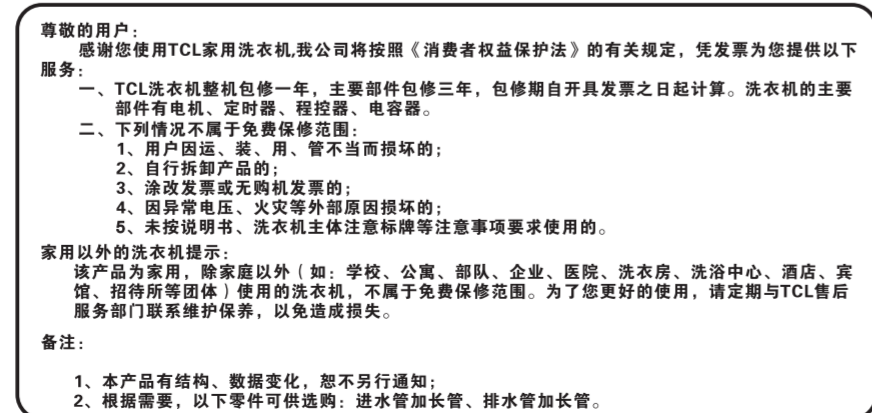 尊敬的用户：
感谢您使用TCL家用洗衣机,我公司将按照《消费者权益保护法》的有关规定，凭发票为您提供以下
服务：
一、TCL洗衣机整机包修一年，主要部件包修三年，包修期自开具发票之日起计算。洗衣机的主要
部件有电机、定时器、程控器、电容器。
二、下列情况不属于免费保修范围：
1、用户因运、装、用、管不当而损坏的；
2、自行拆卸产品的；
3、涂改发票或无购机发票的；
4、因异常电压、火灾等外部原因损坏的；
5、未按说明书、洗衣机主体注意标牌等注意事项要求使用的。
家用以外的洗衣机提示：
该产品为家用，除家庭以外（如：学校、公寓、部队、企业、医院、洗衣房、洗浴中心、酒店、宾
馆、招待所等团体）使用的洗衣机，不属于免费保修范围。为了您更好的使用，请定期与TCL售后
服务部门联系维护保养，以免造成损失。
备注：
1、本产品有结构、数据变化，恕不另行通知；
2、根据需要，以下零件可供选购：进水管加长管、排水管加长管。